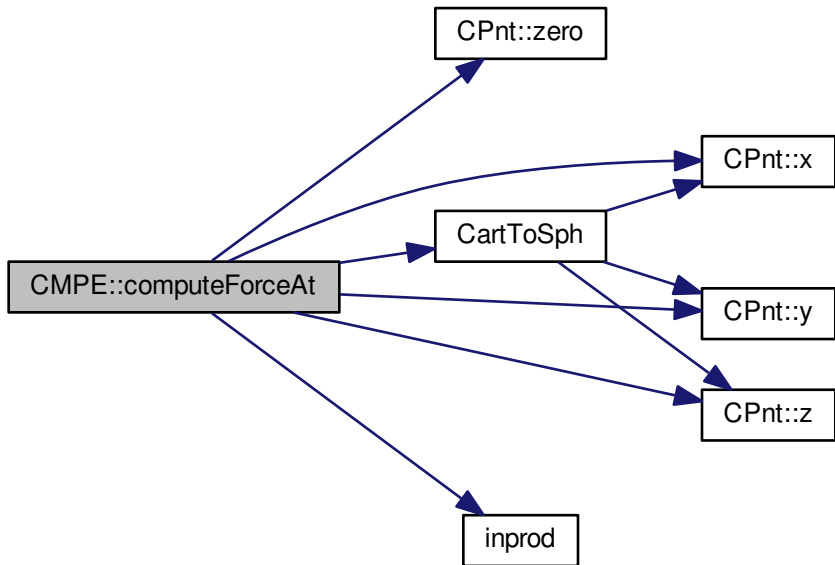 CPnt::zero
CPnt::x
CartToSph
CMPE::computeForceAt
CPnt::y
CPnt::z
inprod